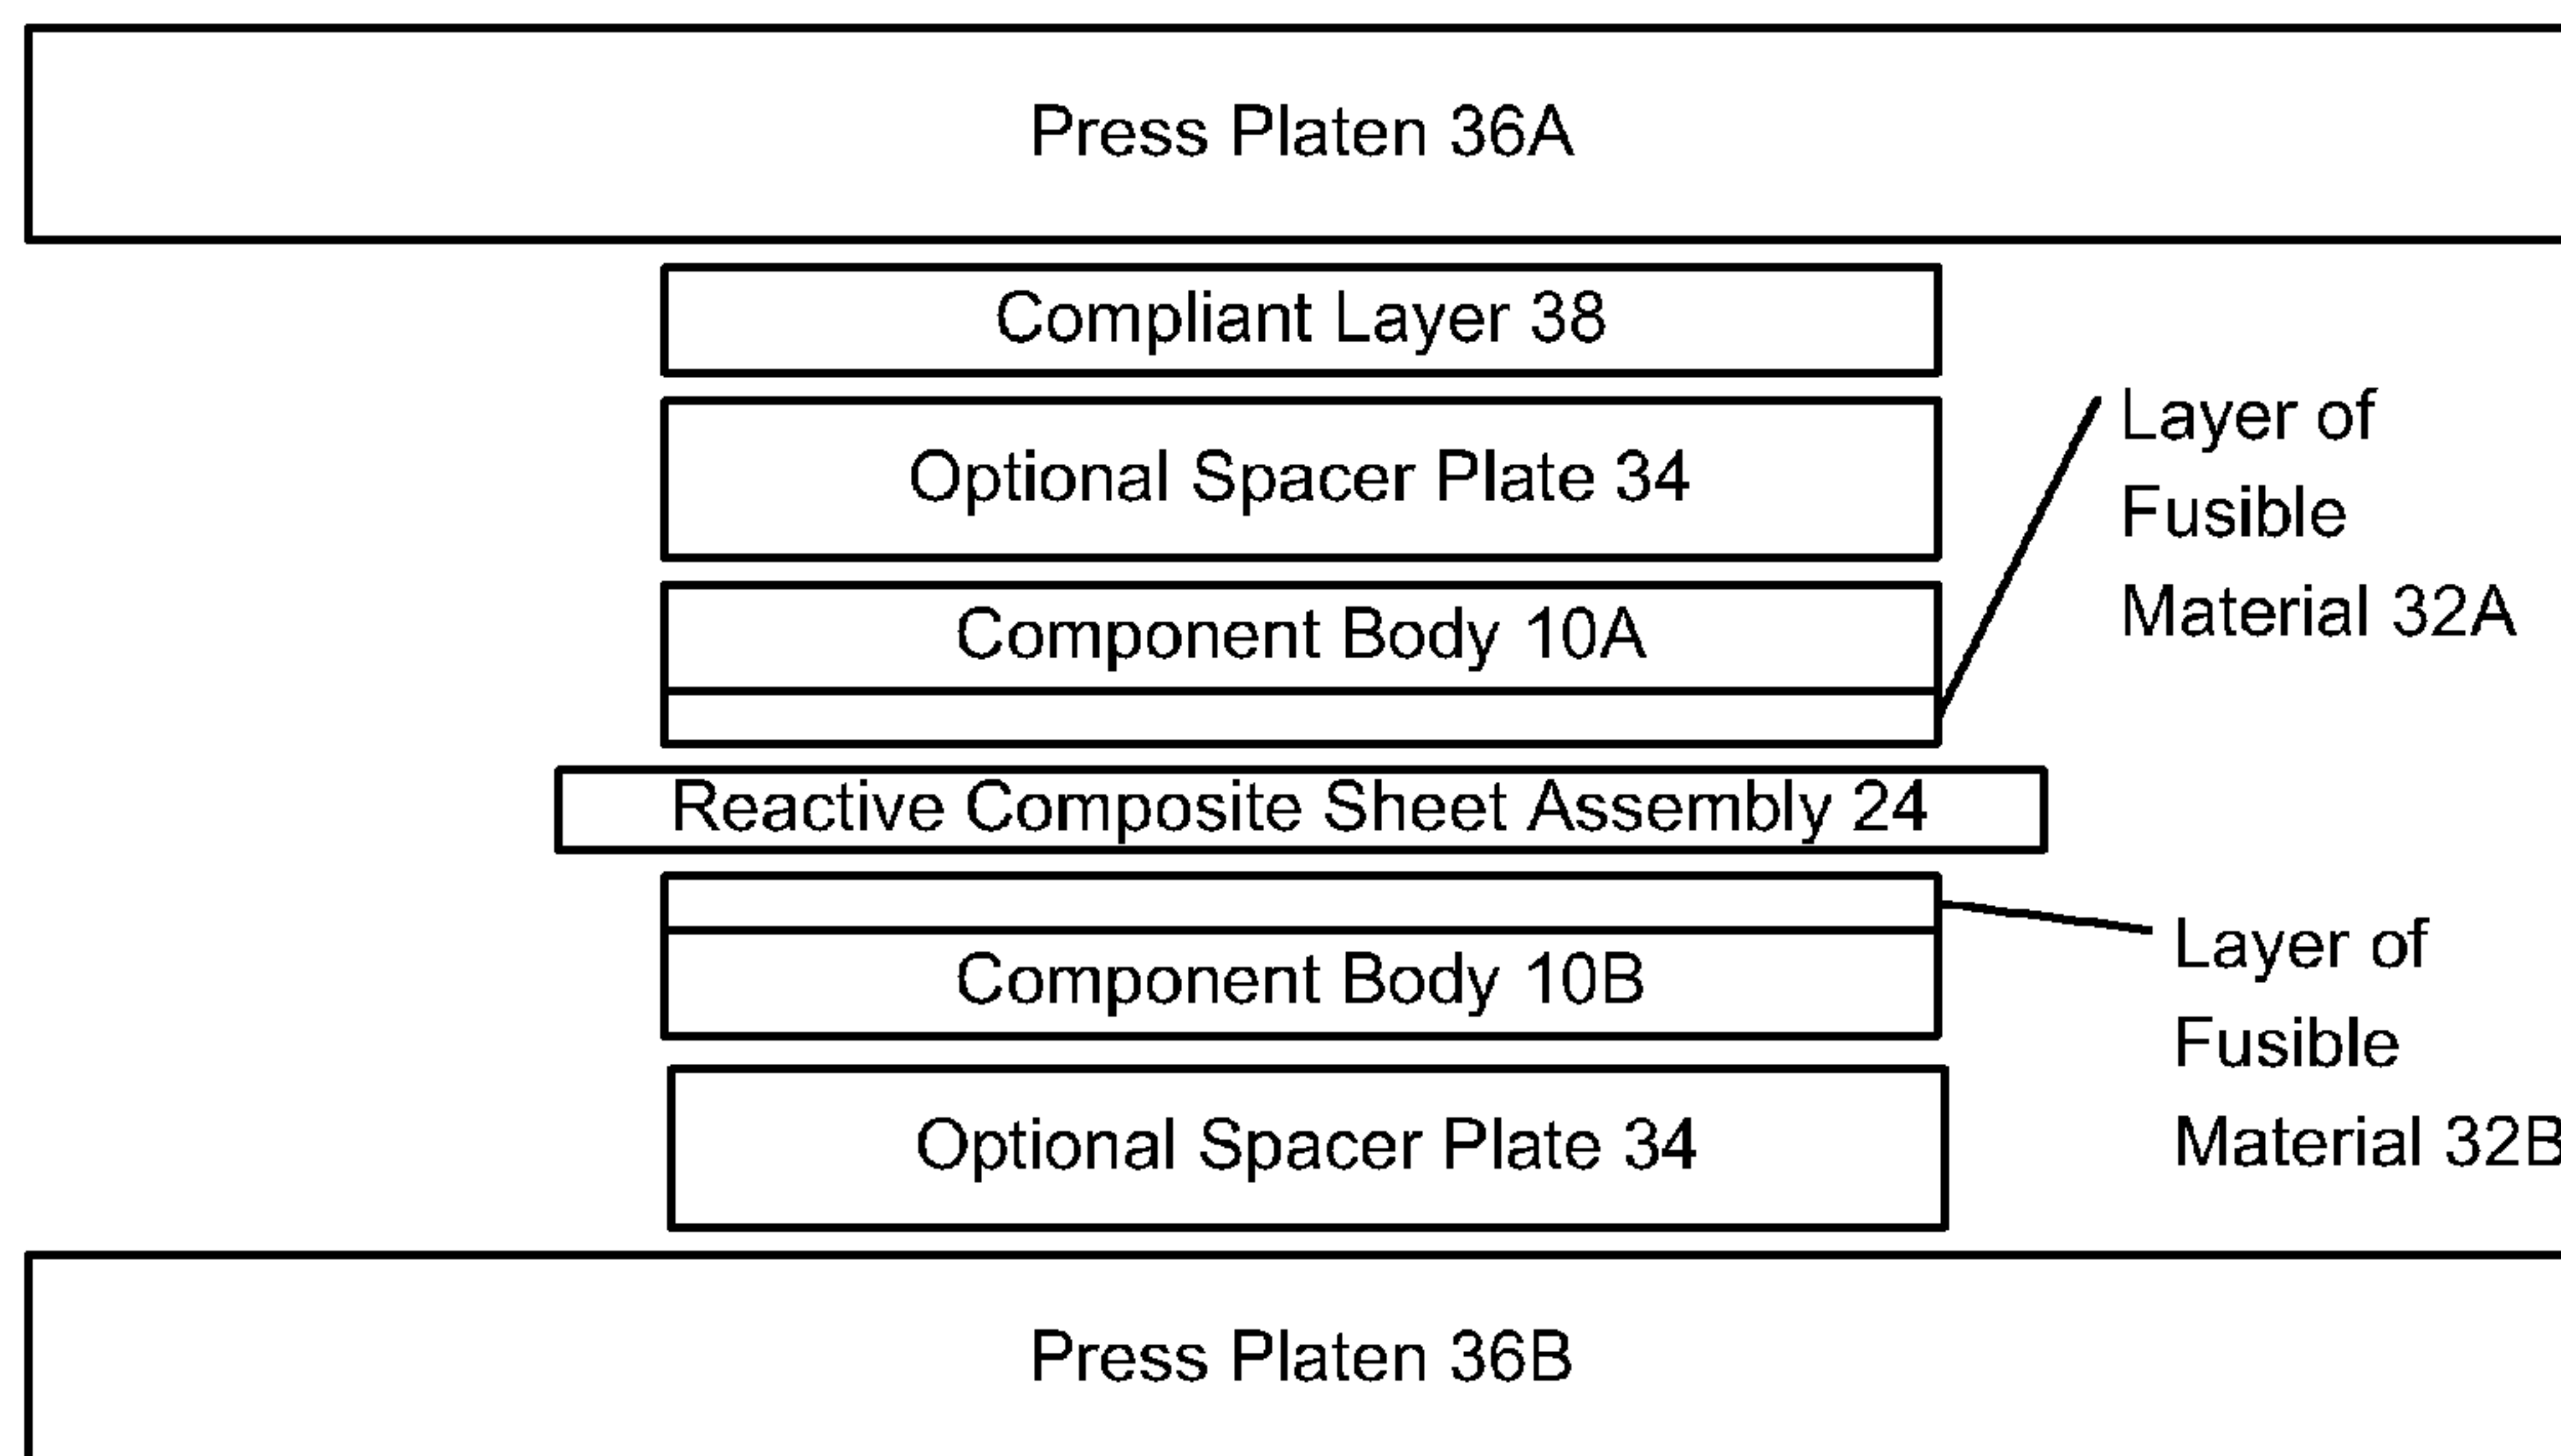 Press Platen 36A
Compliant Layer 38
Optional Spacer Plate 34
Layer of
Fusible
Material 32A
Component Body 10A
Reactive Composite Sheet Assembly 24
Component Body 10B
Layer of
Fusible
Material 32B
Optional Spacer Plate 34
Press Platen 36B